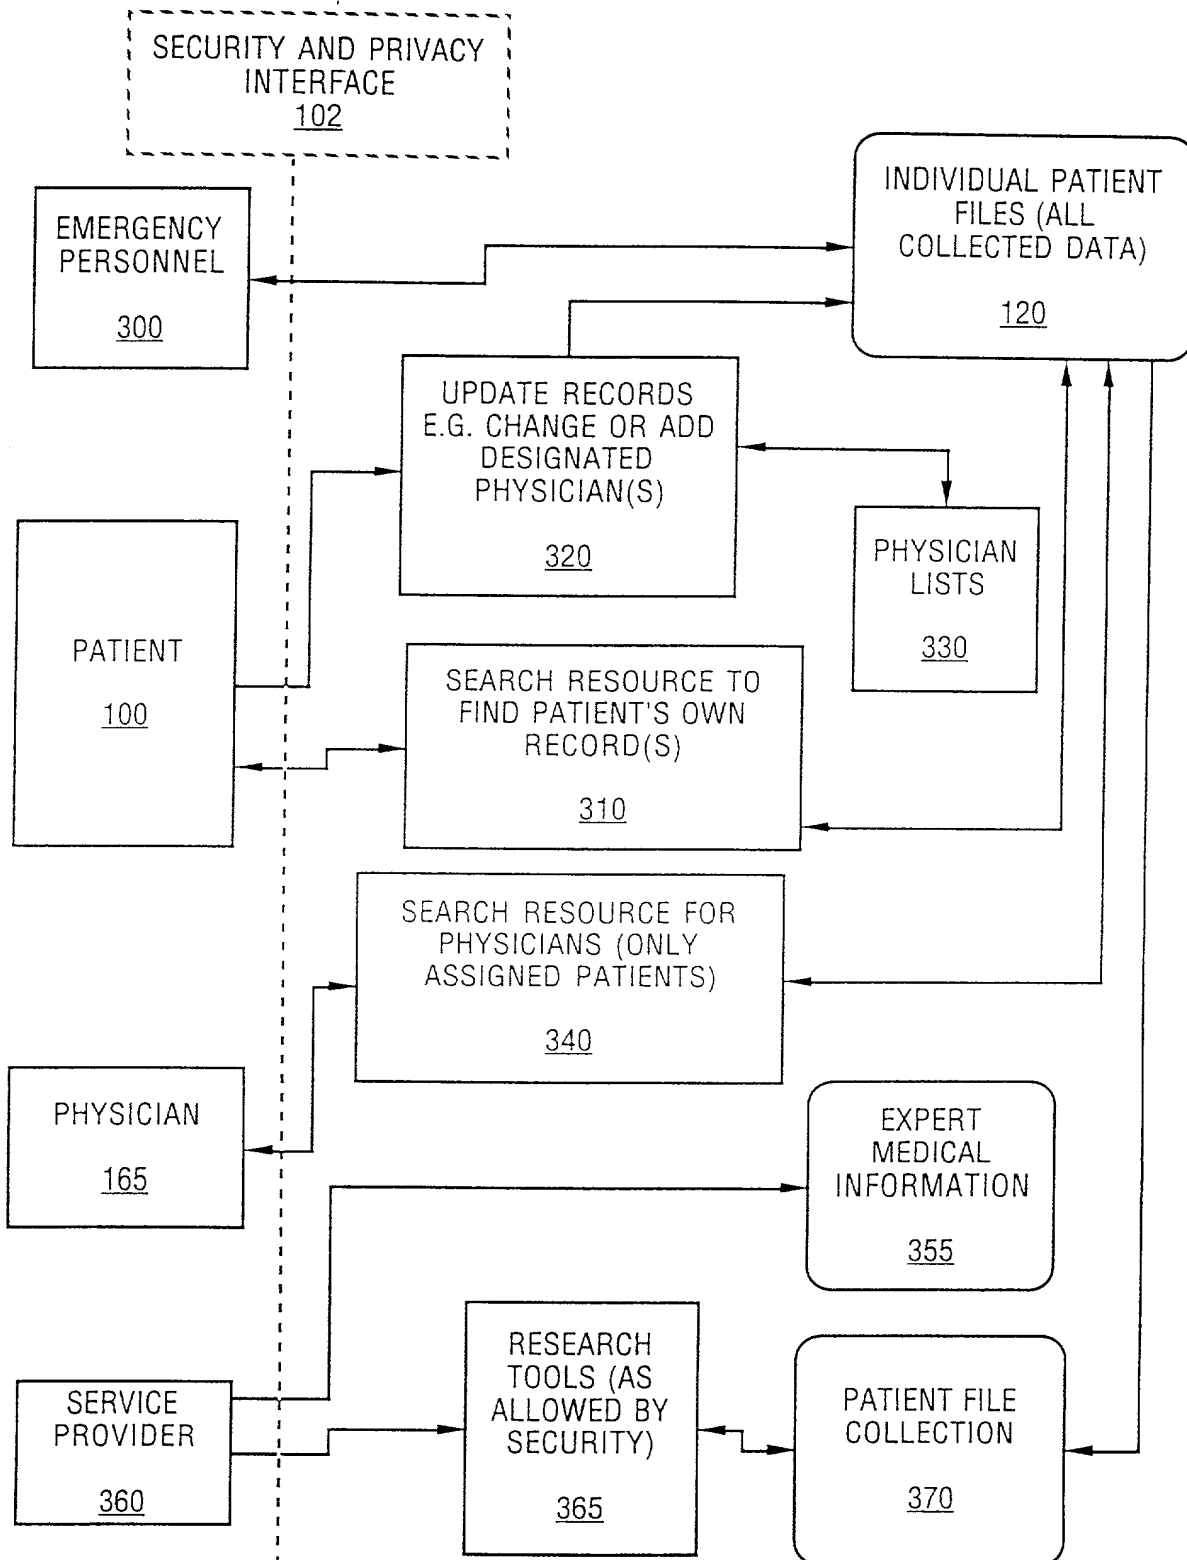 SECURITY AND PRIVACY
INTERFACE
102
INDIVIDUAL PATIENT
FILES (ALL
COLLECTED DATA)
120
EMERGENCY
PERSONNEL
300
UPDATE RECORDS
E.G. CHANGE OR ADD
DESIGNATED
PHYSICIAN(S)
320
PHYSICIAN
LISTS
330
PATIENT
100
SEARCH RESOURCE TO
FIND PATIENT'S OWN
RECORD(S)
310
SEARCH RESOURCE FOR
PHYSICIANS (ONLY
ASSIGNED PATIENTS)
340
PHYSICIAN
165
EXPERT
MEDICAL
INFORMATION
355
RESEARCH
TOOLS (AS
ALLOWED BY
SECURITY)
365
SERVICE
PROVIDER
360
PATIENT FILE
COLLECTION
370